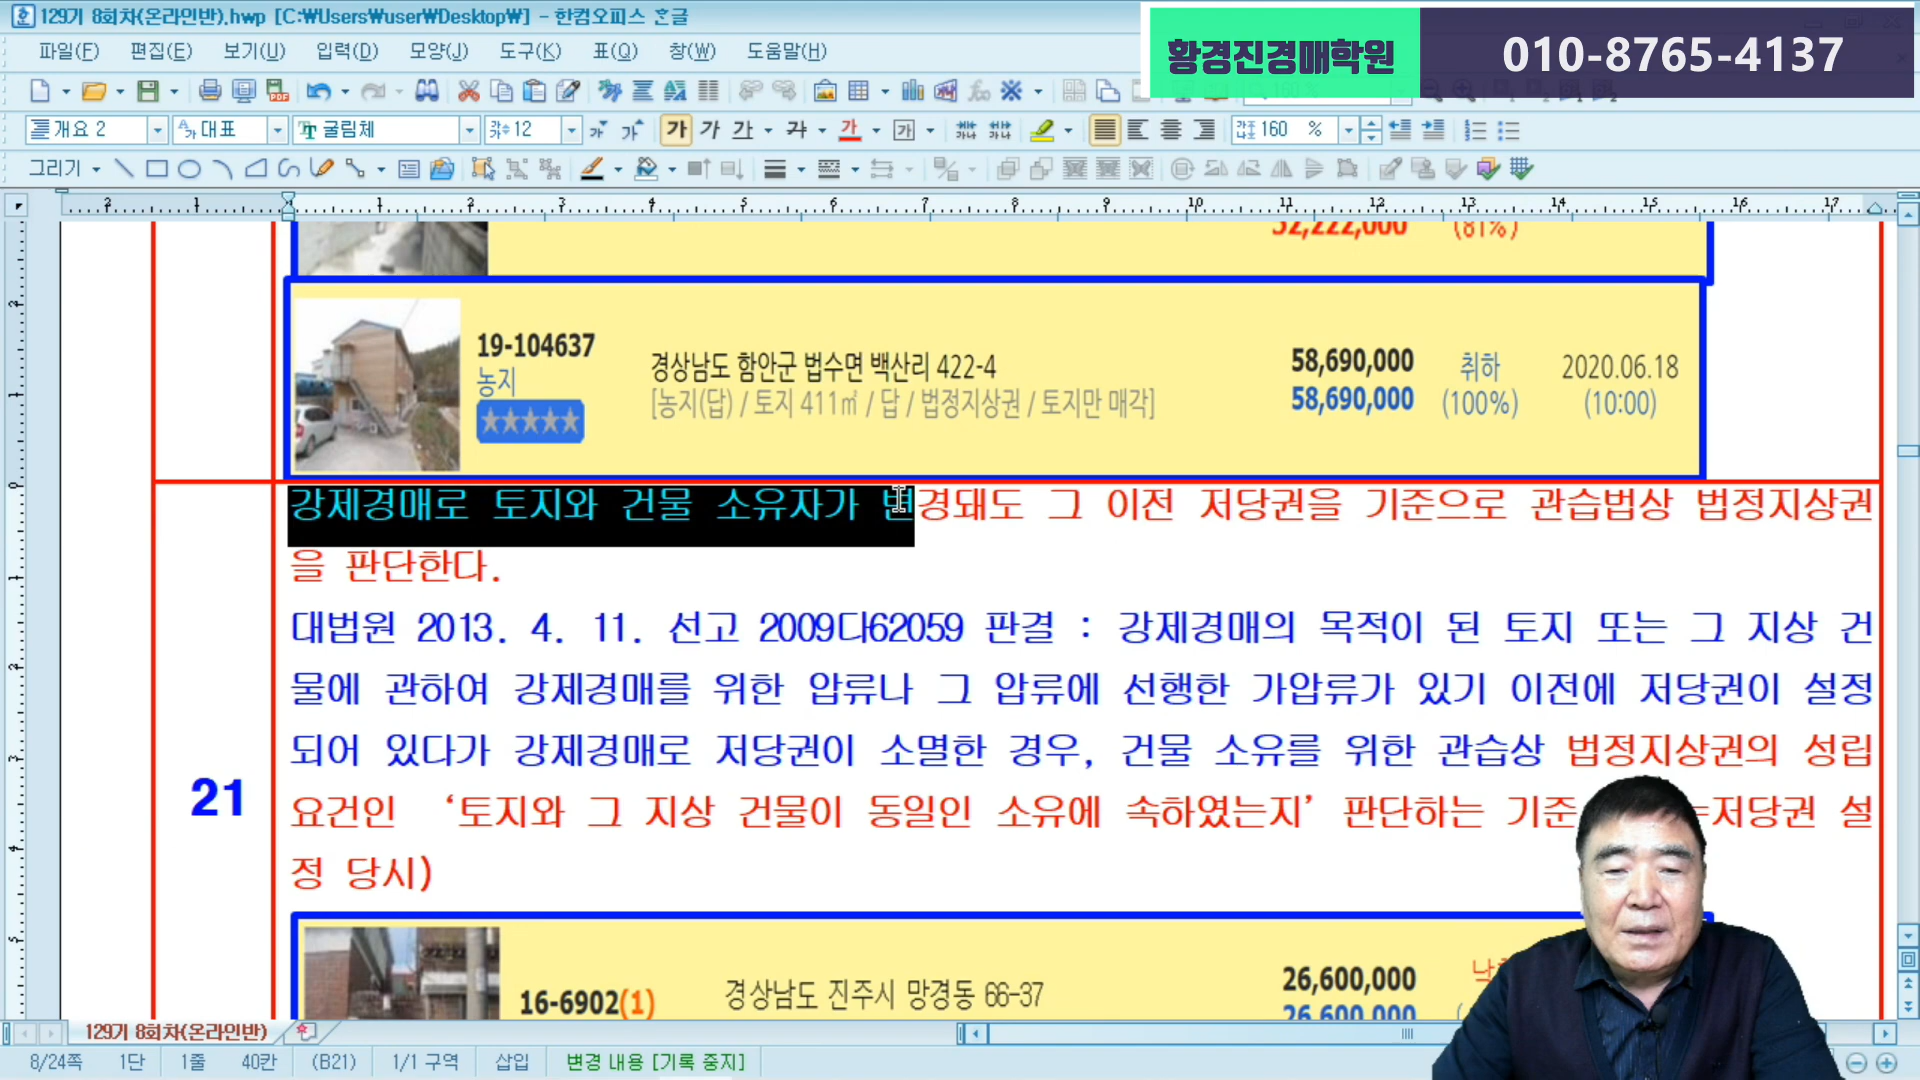 129기 8회차(온라인반).hwp [C:₩Users₩user₩Desktop₩] - 한컴오피스 한글
황경진경매학원
010-8765-4137
파일(F) 편집(E) 보기(U) 입력(D) 모양(J) 도구(K) 표(Q) 창(W) 도움말(H)
개요 2 대표 굴림체 12 가 가 가 가 가 가 160 %
그리기
(81%)
19-104637
농지
경상남도 함안군 법수면 백산리 422-4
[농지(답) / 토지 411㎡ / 답 / 법정지상권 / 토지만 매각]
58,690,000
58,690,000
취하
(100%)
2020.06.18
(10:00)
21
강제경매로 토지와 건물 소유자가 변경돼도 그 이전 저당권을 기준으로 관습법상 법정지상권
을 판단한다.
대법원 2013. 4. 11. 선고 2009다62059 판결 : 강제경매의 목적이 된 토지 또는 그 지상 건
물에 관하여 강제경매를 위한 압류나 그 압류에 선행한 가압류가 있기 이전에 저당권이 설정
되어 있다가 강제경매로 저당권이 소멸한 경우, 건물 소유를 위한 관습상 법정지상권의 성립
요건인 ‘토지와 그 지상 건물이 동일인 소유에 속하였는지’ 판단하는 기준 저당권 설
정 당시)
16-6902(1)
경상남도 진주시 망경동 66-37
26,600,000
26,600,000
129기 8회차(온라인반)
8/24쪽 1단 1줄 40칸 (B21) 1/1 구역 삽입 변경 내용 [기록 중지]